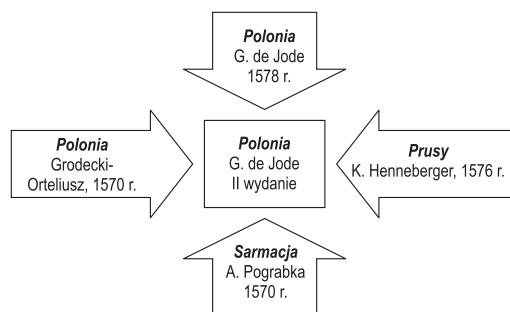 Polonia
G. de Jode
1578 r.
Polonia
Grodecki-
Orteliusz, 1570 r.
Polonia
G. de Jode
II wydanie
Prusy
K. Henneberger, 1576 r.
Sarmacja
A. Pograbka
1570 r.